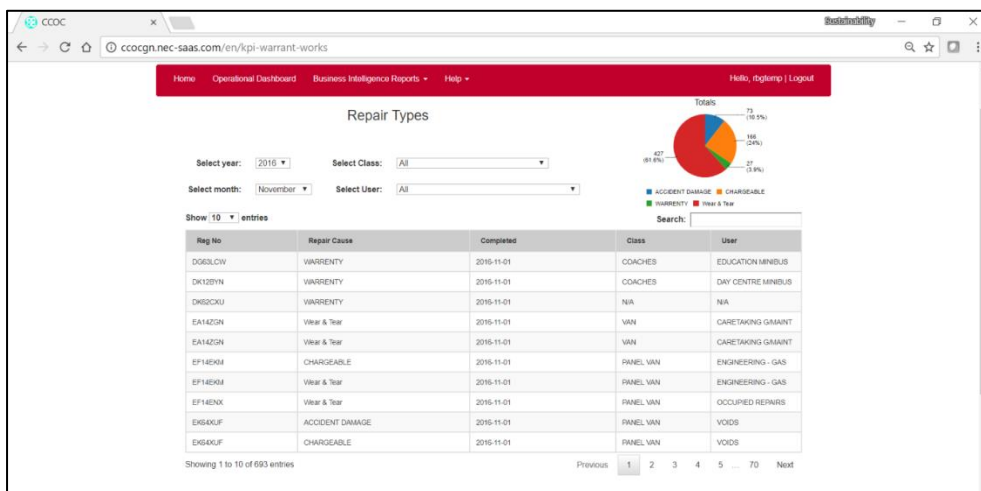 CCOC
Sustainability
ccocgn.nec-saas.com/en/kpi-warrant-works
Home Operational Dashboard Business Intelligence Reports Help Hello, rbgtemp | Logout
Repair Types
Totals
73
(10.5%)
166
(24%)
427
(61.6%)
27
(3.9%)
Select year: 2016 Select Class: All
Select month: November Select User: All
ACCIDENT DAMAGE CHARGEABLE
WARRENTY Wear & Tear
Show 10 entries Search:
Reg No Repair Cause Completed Class User
DG63LCW WARRENTY 2016-11-01 COACHES EDUCATION MINIBUS
DK12BYN WARRENTY 2016-11-01 COACHES DAY CENTRE MINIBUS
DK62CXU WARRENTY 2016-11-01 N/A N/A
EA14ZGN Wear & Tear 2016-11-01 VAN CARETAKING G/MAINT
EA14ZGN Wear & Tear 2016-11-01 VAN CARETAKING G/MAINT
EF14EKM CHARGEABLE 2016-11-01 PANEL VAN ENGINEERING - GAS
EF14EKM Wear & Tear 2016-11-01 PANEL VAN ENGINEERING - GAS
EF14ENX Wear & Tear 2016-11-01 PANEL VAN OCCUPIED REPAIRS
EK64XUF ACCIDENT DAMAGE 2016-11-01 PANEL VAN VOIDS
EK64XUF CHARGEABLE 2016-11-01 PANEL VAN VOIDS
Showing 1 to 10 of 693 entries Previous 1 2 3 4 5 ... 70 Next